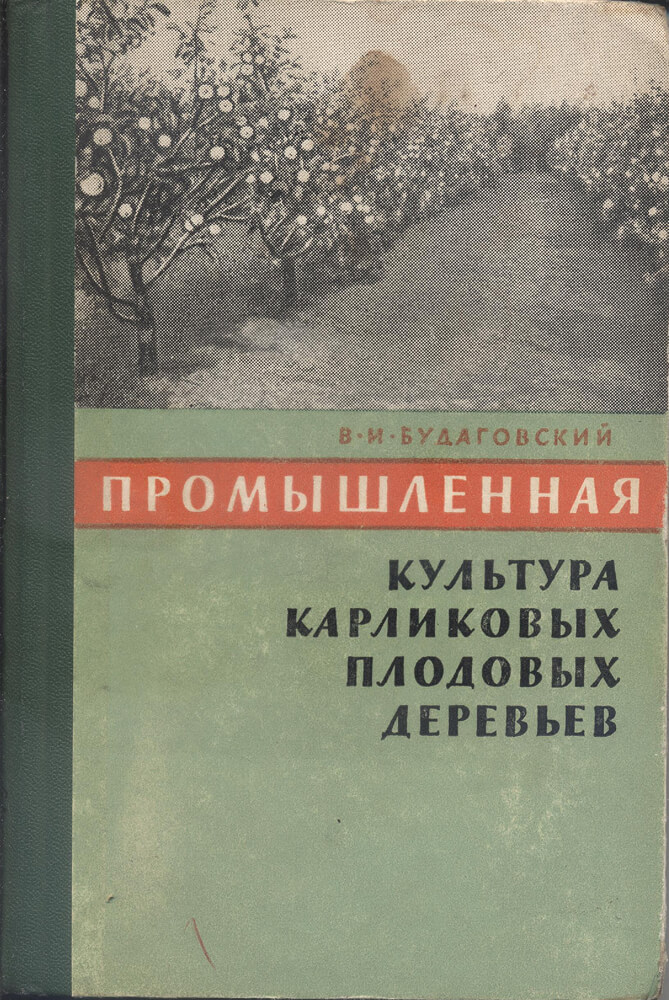 В·И·БУДАГОВСКИЙ
ПРОМЫШЛЕННАЯ
КУЛЬТУРА
КАРЛИКОВЫХ
ПЛОДОВЫХ
ДЕРЕВЬЕВ